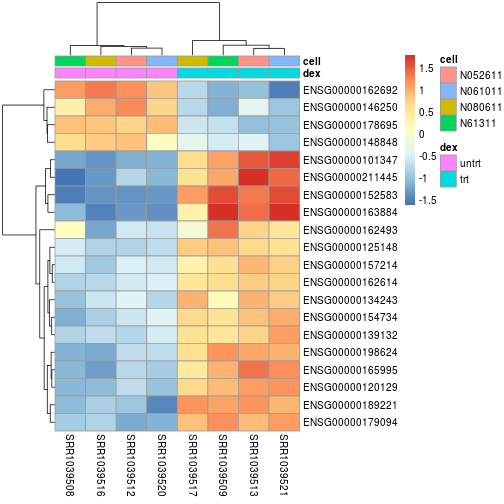 cell
dex
ENSG00000162692
ENSG00000146250
ENSG00000178695
ENSG00000148848
ENSG00000101347
ENSG00000211445
ENSG00000152583
ENSG00000163884
ENSG00000162493
ENSG00000125148
ENSG00000157214
ENSG00000162614
ENSG00000134243
ENSG00000154734
ENSG00000139132
ENSG00000198624
ENSG00000165995
ENSG00000120129
ENSG00000189221
ENSG00000179094
SRR1039508
SRR1039516
SRR1039512
SRR1039520
SRR1039517
SRR1039509
SRR1039513
SRR1039521
1.5
1
0.5
0
-0.5
-1
-1.5
cell
N052611
N061011
N080611
N61311
dex
untrt
trt